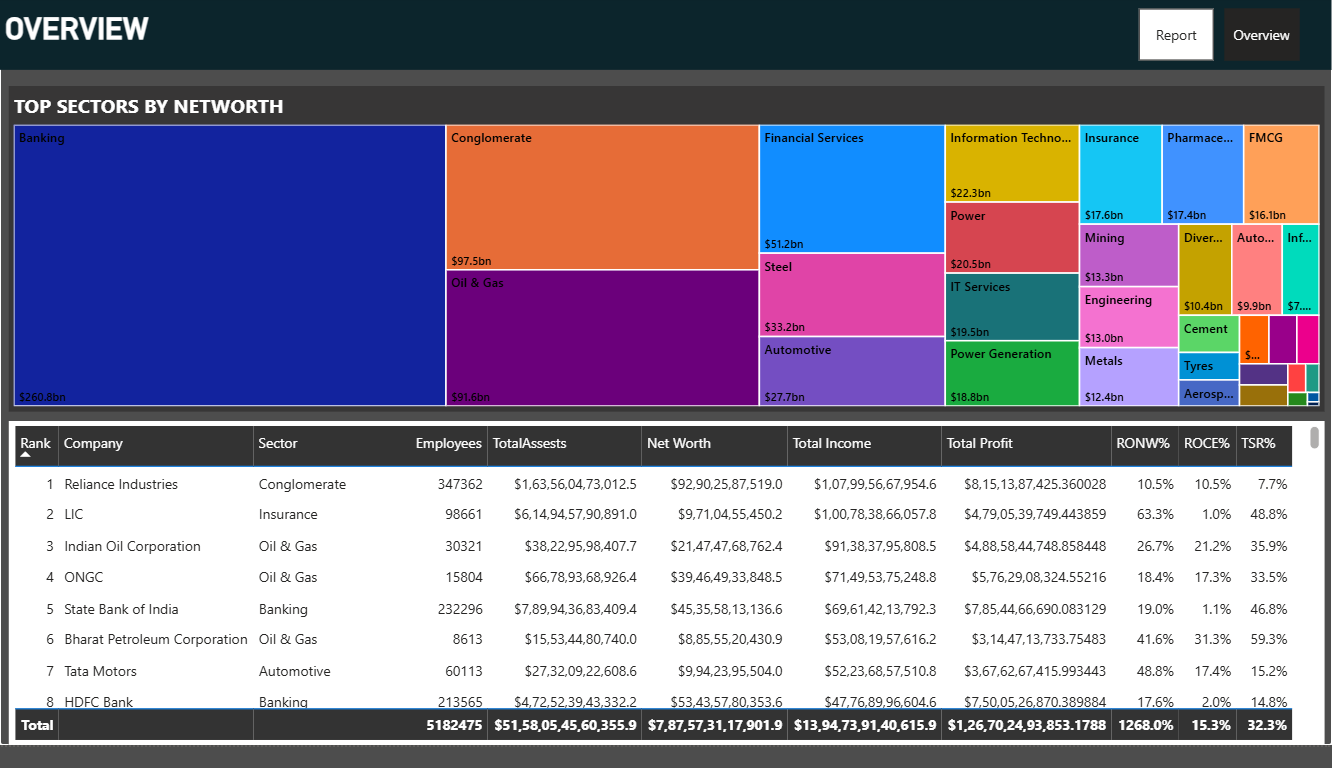 OVERVIEW
Report
Overview
TOP SECTORS BY NETWORTH
Banking
$260.8bn
Conglomerate
$97.5bn
Oil & Gas
$91.6bn
Financial Services
$51.2bn
Steel
$33.2bn
Automotive
$27.7bn
Information Techno...
$22.3bn
Power
$20.5bn
IT Services
$19.5bn
Power Generation
$18.8bn
Insurance
$17.6bn
Pharmace...
$17.4bn
FMCG
$16.1bn
Mining
$13.3bn
Engineering
$13.0bn
Metals
$12.4bn
Diver...
$10.4bn
Auto...
$9.9bn
Inf...
$7....
Cement
Tyres
Aerosp...
$...
Rank Company Sector Employees TotalAssests Net Worth Total Income Total Profit RONW% ROCE% TSR%
1 Reliance Industries Conglomerate 347362 $1,63,56,04,73,012.5 $92,90,25,87,519.0 $1,07,99,56,67,954.6 $8,15,13,87,425.360028 10.5% 10.5% 7.7%
2 LIC Insurance 98661 $6,14,94,57,90,891.0 $9,71,04,55,450.2 $1,00,78,38,66,057.8 $4,79,05,39,749.443859 63.3% 1.0% 48.8%
3 Indian Oil Corporation Oil & Gas 30321 $38,22,95,98,407.7 $21,47,47,68,762.4 $91,38,37,95,808.5 $4,88,58,44,748.858448 26.7% 21.2% 35.9%
4 ONGC Oil & Gas 15804 $66,78,93,68,926.4 $39,46,49,33,848.5 $71,49,53,75,248.8 $5,76,29,08,324.55216 18.4% 17.3% 33.5%
5 State Bank of India Banking 232296 $7,89,94,36,83,409.4 $45,35,58,13,136.6 $69,61,42,13,792.3 $7,85,44,66,690.083129 19.0% 1.1% 46.8%
6 Bharat Petroleum Corporation Oil & Gas 8613 $15,53,44,80,740.0 $8,85,55,20,430.9 $53,08,19,57,616.2 $3,14,47,13,733.75483 41.6% 31.3% 59.3%
7 Tata Motors Automotive 60113 $27,32,09,22,608.6 $9,94,23,95,504.0 $52,23,68,57,510.8 $3,67,62,67,415.993443 48.8% 17.4% 15.2%
8 HDFC Bank Banking 213565 $4,72,52,39,43,332.2 $53,43,57,80,353.6 $47,76,89,96,604.6 $7,50,05,26,870.389884 17.6% 2.0% 14.8%
Total 5182475 $51,58,05,45,60,355.9 $7,87,57,31,17,901.9 $13,94,73,91,40,615.9 $1,26,70,24,93,853.1788 1268.0% 15.3% 32.3%